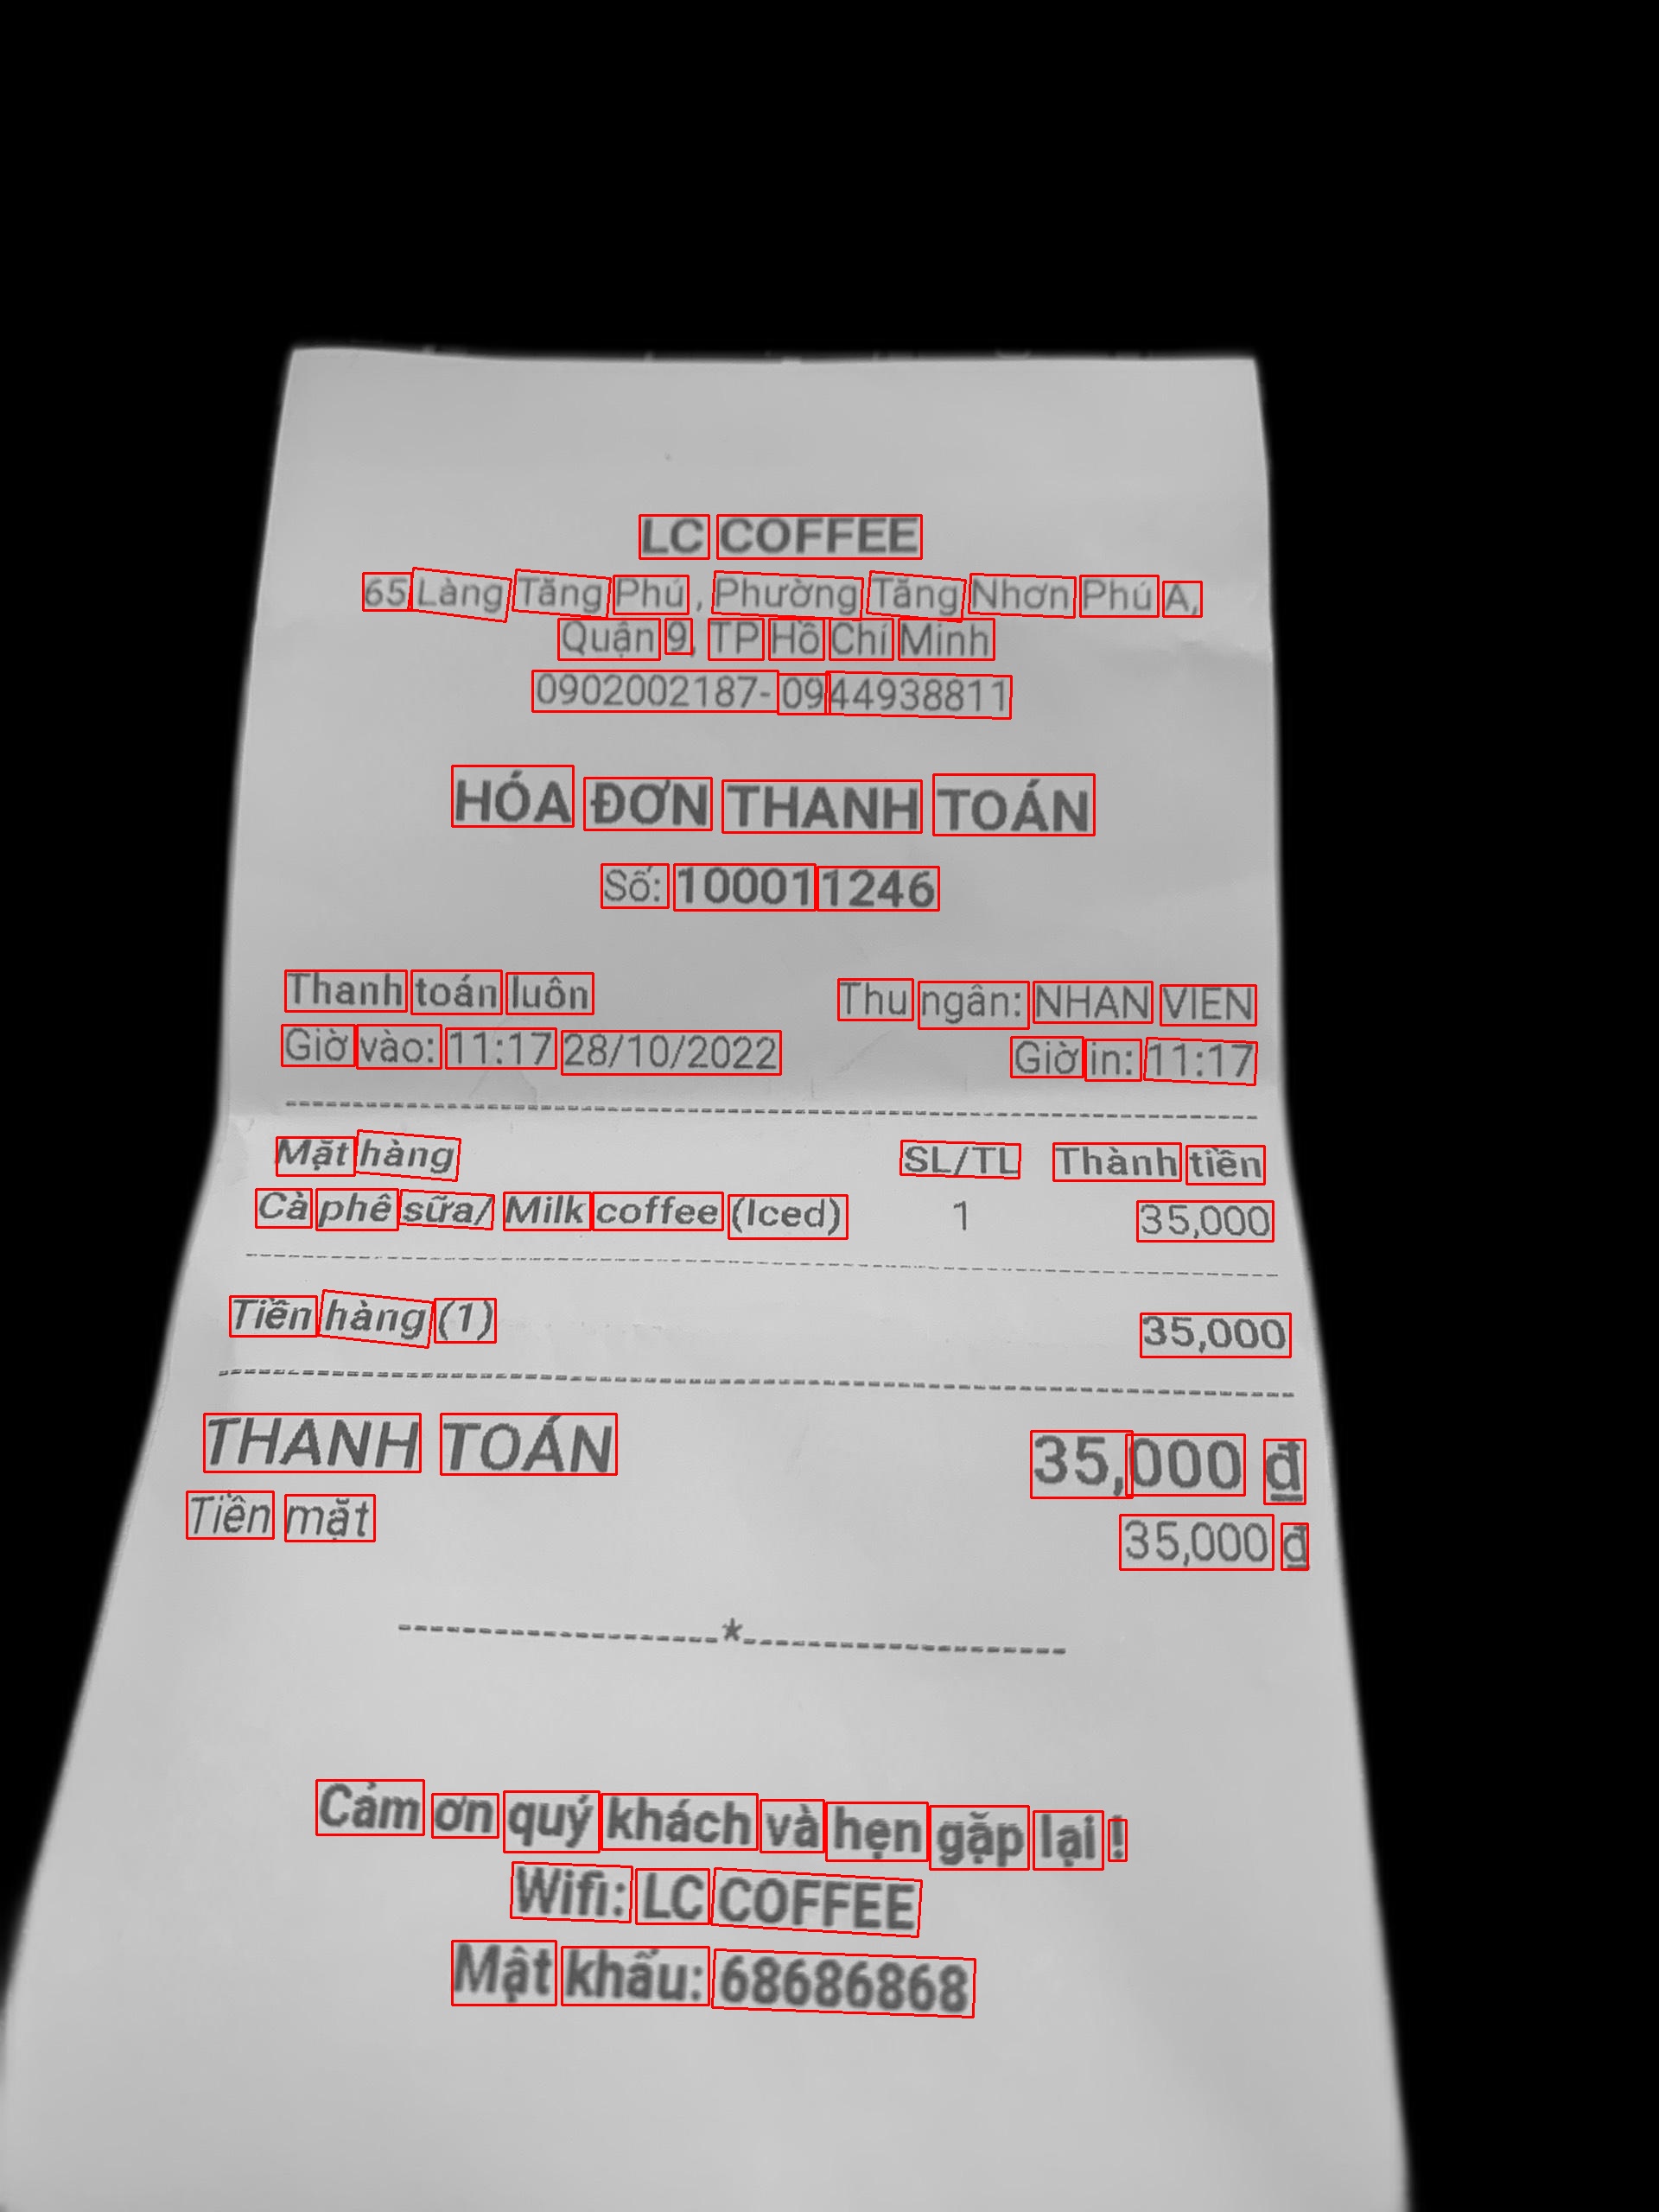 LC COFFEE
65 Làng Tăng Phú , Phường Tăng Nhơn Phú A,
Quận 9, TP Hồ Chí Minh
0902002187- 0944938811
HÓA ĐƠN THANH TOÁN
Số: 100011246
Thanh toán luôn Thu ngân: NHAN VIEN
Giờ vào: 11:17 28/10/2022 Giờ in: 11:17
Mặt hàng SL/TL Thành tiền
Cà phê sữa/ Milk coffee (Iced) 1 35,000
Tiền hàng (1) 35,000
THANH TOÁN 35,000 đ
Tiền mặt 35,000 đ
--------------------*--------------------
Cảm ơn quý khách và hẹn gặp lại !
Wifi: LC COFFEE
Mật khẩu: 68686868